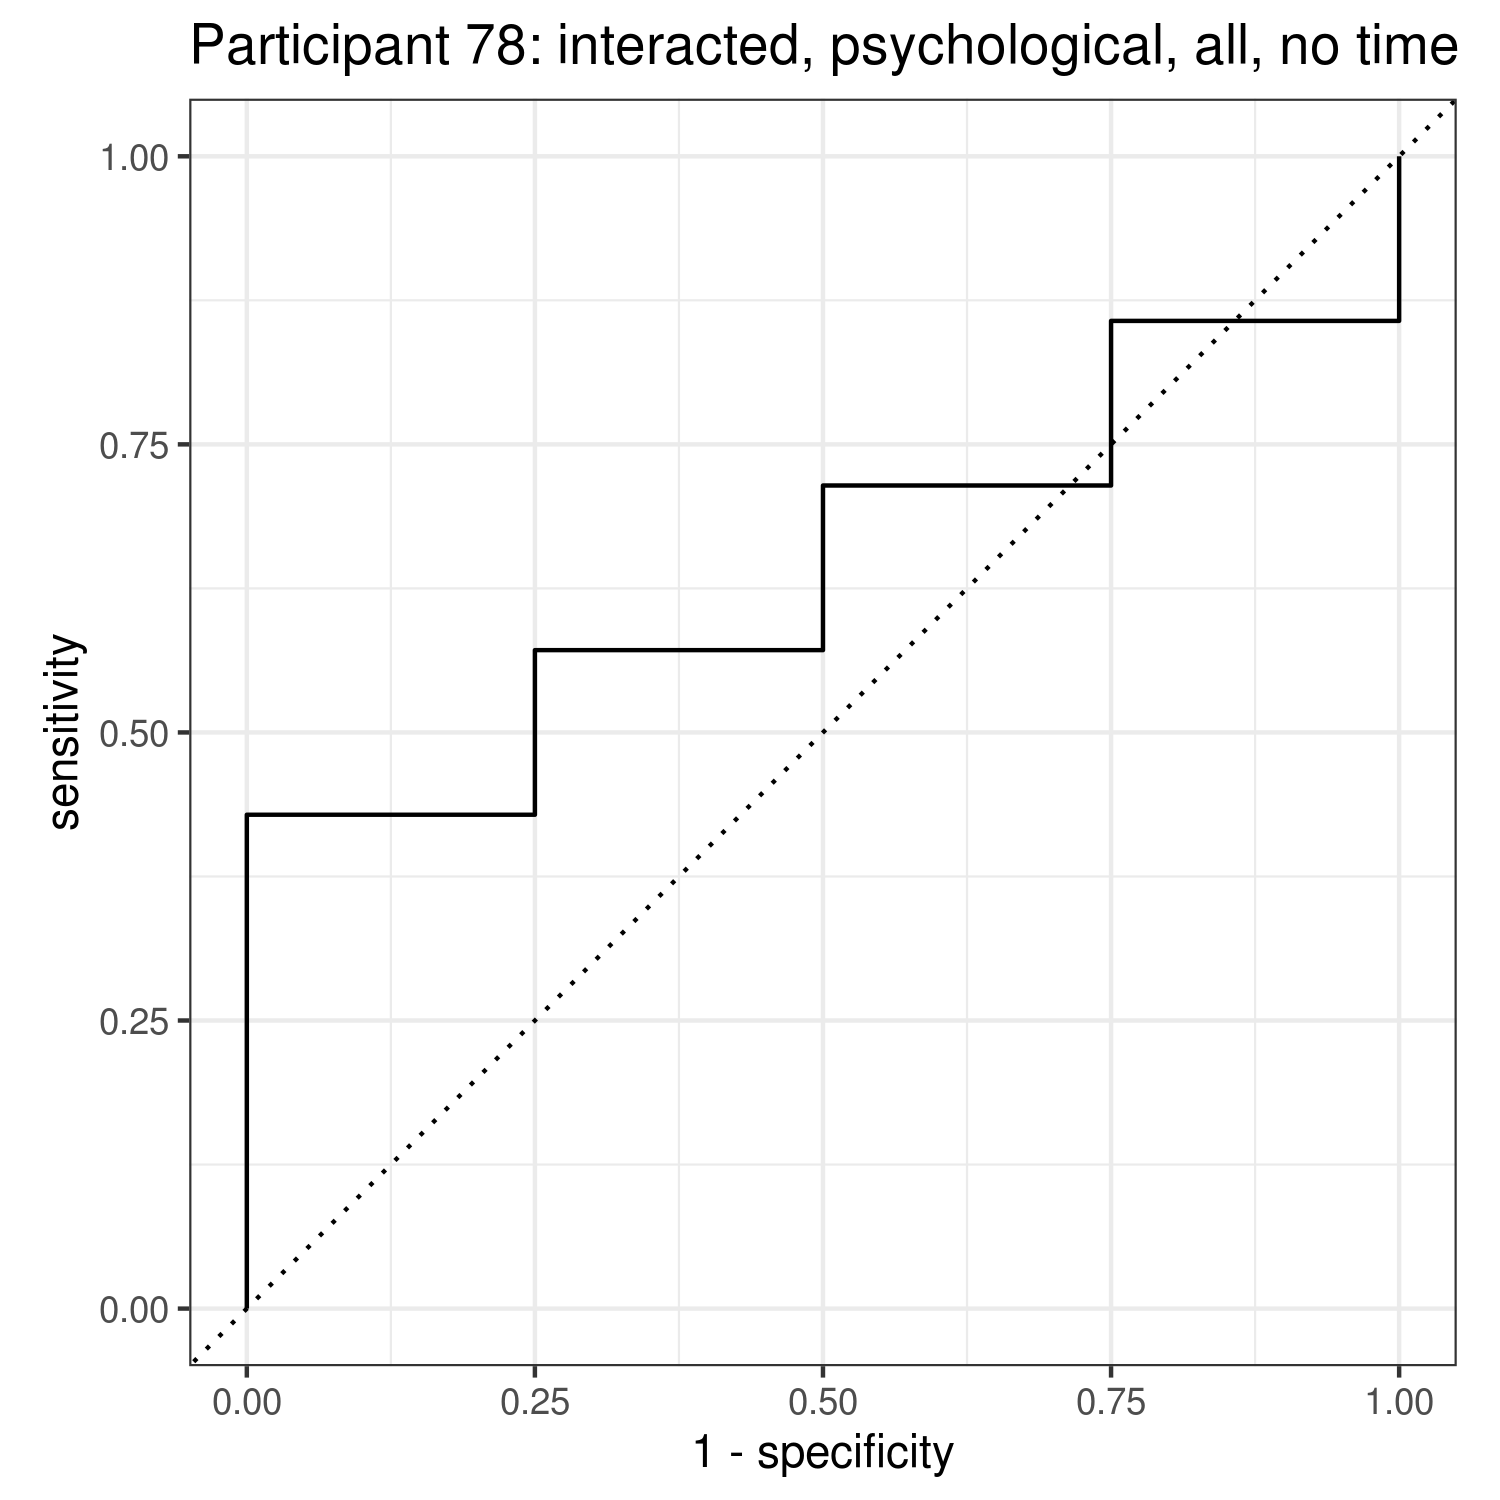 Participant 78: interacted, psychological, all, no time
1.00
0.75
0.50
0.25
0.00
sensitivity
0.00 0.25 0.50 0.75 1.00
1 - specificity